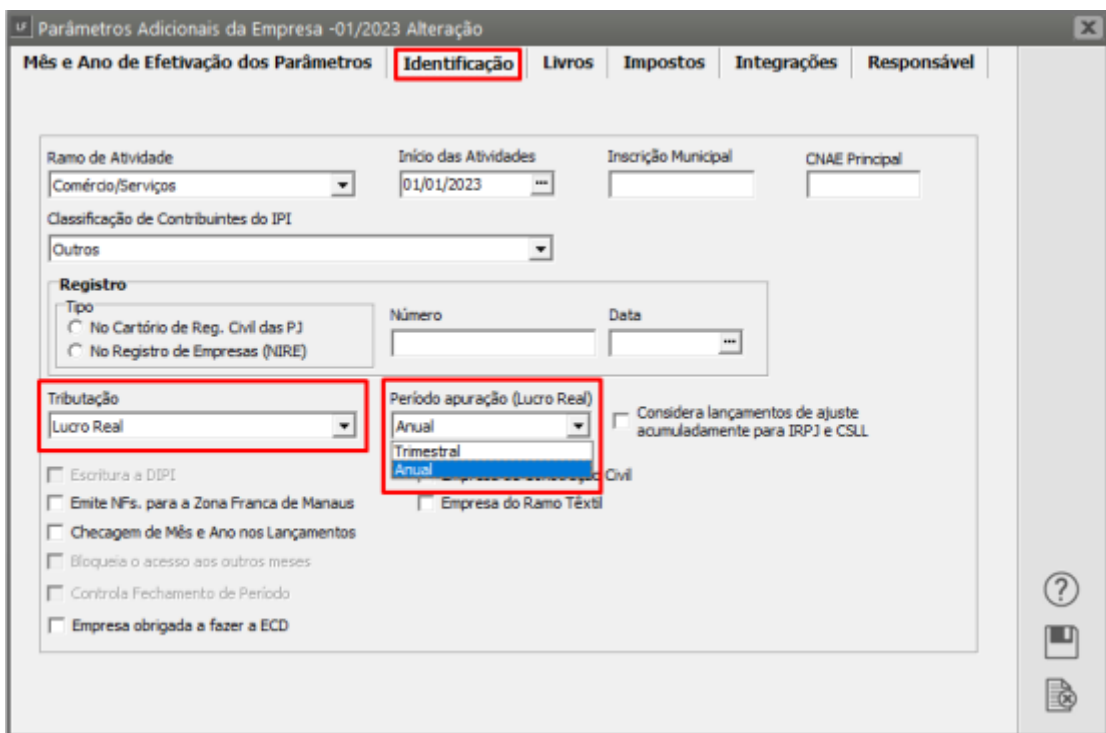 LF Parâmetros Adicionais da Empresa -01/2023 Alteração
Mês e Ano de Efetivação dos Parâmetros Identificação Livros Impostos Integrações Responsável
Ramo de Atividade Início das Atividades Inscrição Municipal CNAE Principal
Comércio/Serviços 01/01/2023 ...
Classificação de Contribuintes do IPI
Outros
Registro
Tipo
No Cartório de Reg. Civil das PJ
No Registro de Empresas (NIRE)
Número Data
...
Tributação Período apuração (Lucro Real)
Lucro Real Anual
Considera lançamentos de ajuste
acumuladamente para IRPJ e CSLL
Trimestral
Anual
Escritura a DIPI Civil
Emite NFs. para a Zona Franca de Manaus Empresa do Ramo Têxtil
Checagem de Mês e Ano nos Lançamentos
Bloqueia o acesso aos outros meses
Controla Fechamento de Período
Empresa obrigada a fazer a ECD